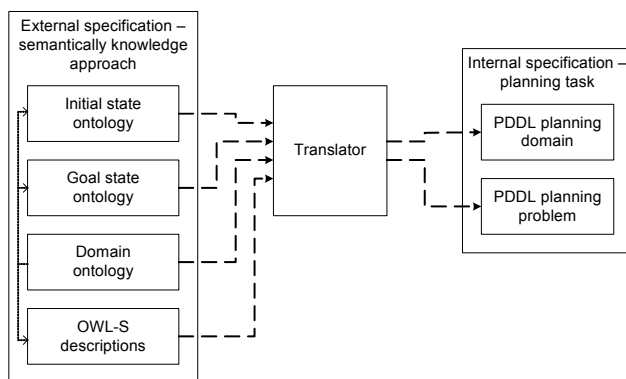 External specification –
semantically knowledge
approach
Initial state
ontology
Goal state
ontology
Domain
ontology
OWL-S
descriptions
Translator
Internal specification –
planning task
PDDL planning
domain
PDDL planning
problem